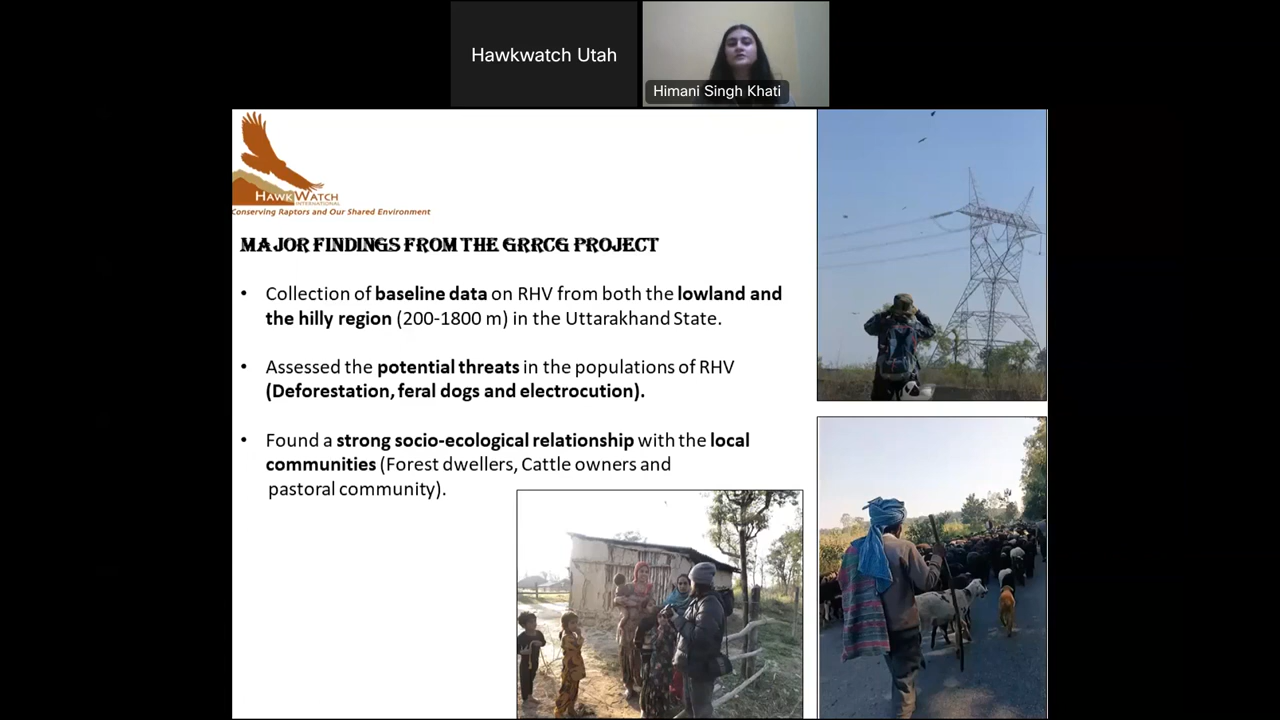 Hawkwatch Utah
Himani Singh Khati
HAWKWATCH
INTERNATIONAL
Conserving Raptors and Our Shared Environment
MAJOR FINDINGS FROM THE GRRCG PROJECT
• Collection of baseline data on RHV from both the lowland and
the hilly region (200-1800 m) in the Uttarakhand State.
• Assessed the potential threats in the populations of RHV
(Deforestation, feral dogs and electrocution).
• Found a strong socio-ecological relationship with the local
communities (Forest dwellers, Cattle owners and
pastoral community).